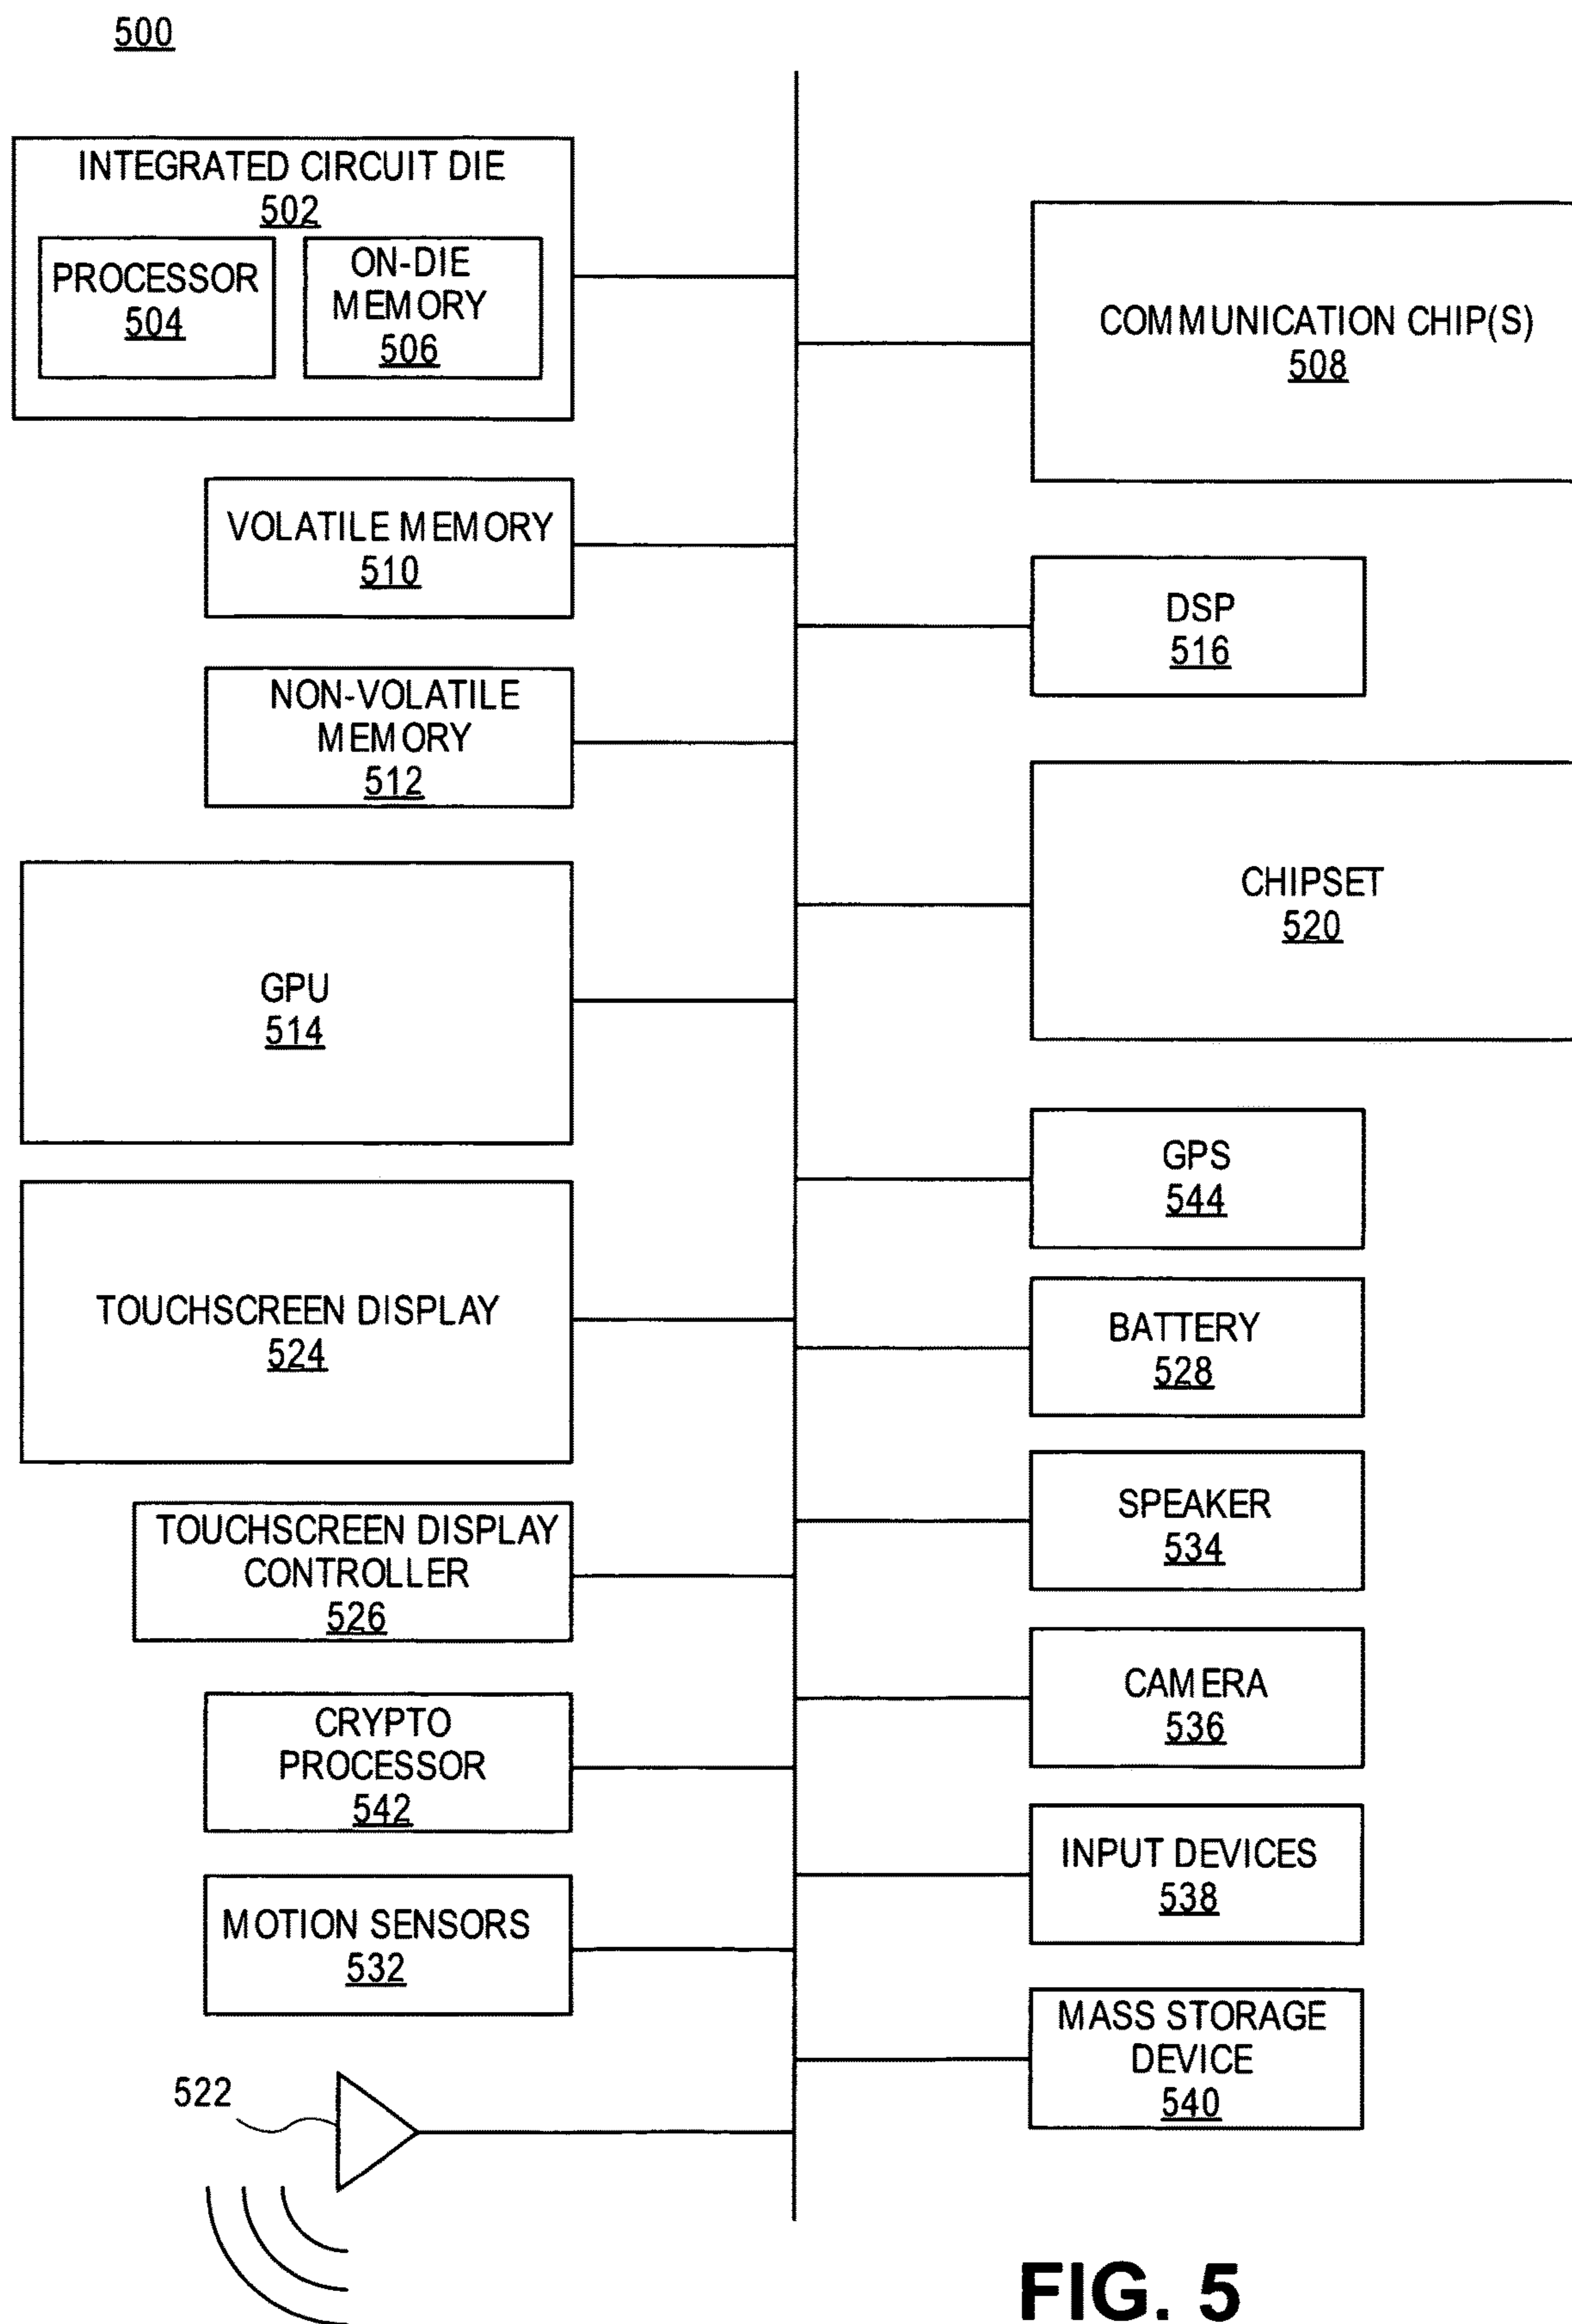 500
INTEGRATED CIRCUIT DIE
502
PROCESSOR
504
ON-DIE
MEMORY
506
COMMUNICATION CHIP(S)
508
VOLATILE MEMORY
510
DSP
516
NON-VOLATILE
MEMORY
512
CHIPSET
520
GPU
514
GPS
544
TOUCHSCREEN DISPLAY
524
BATTERY
528
SPEAKER
534
TOUCHSCREEN DISPLAY
CONTROLLER
526
CAMERA
536
CRYPTO
PROCESSOR
542
INPUT DEVICES
538
MOTION SENSORS
532
MASS STORAGE
DEVICE
540
522
FIG. 5